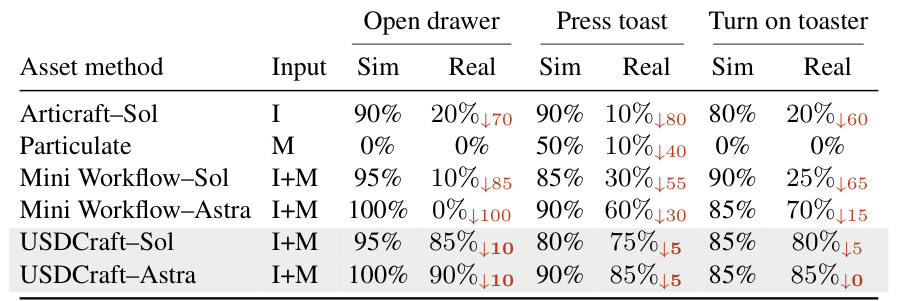 Open drawer Press toast Turn on toaster
Asset method Input Sim Real Sim Real Sim Real
Articraft–Sol I 90% 20%↓70 90% 10%↓80 80% 20%↓60
Particulate M 0% 0% 50% 10%↓40 0% 0%
Mini Workflow–Sol I+M 95% 10%↓85 85% 30%↓55 90% 25%↓65
Mini Workflow–Astra I+M 100% 0%↓100 90% 60%↓30 85% 70%↓15
USDCraft–Sol I+M 95% 85%↓10 80% 75%↓5 85% 80%↓5
USDCraft–Astra I+M 100% 90%↓10 90% 85%↓5 85% 85%↓0